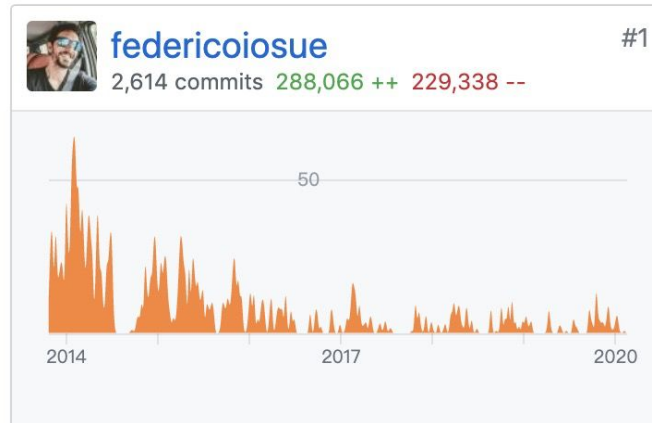 federicoiosue #1
2,614 commits 288,066 ++ 229,338 --
50
2014 2017 2020